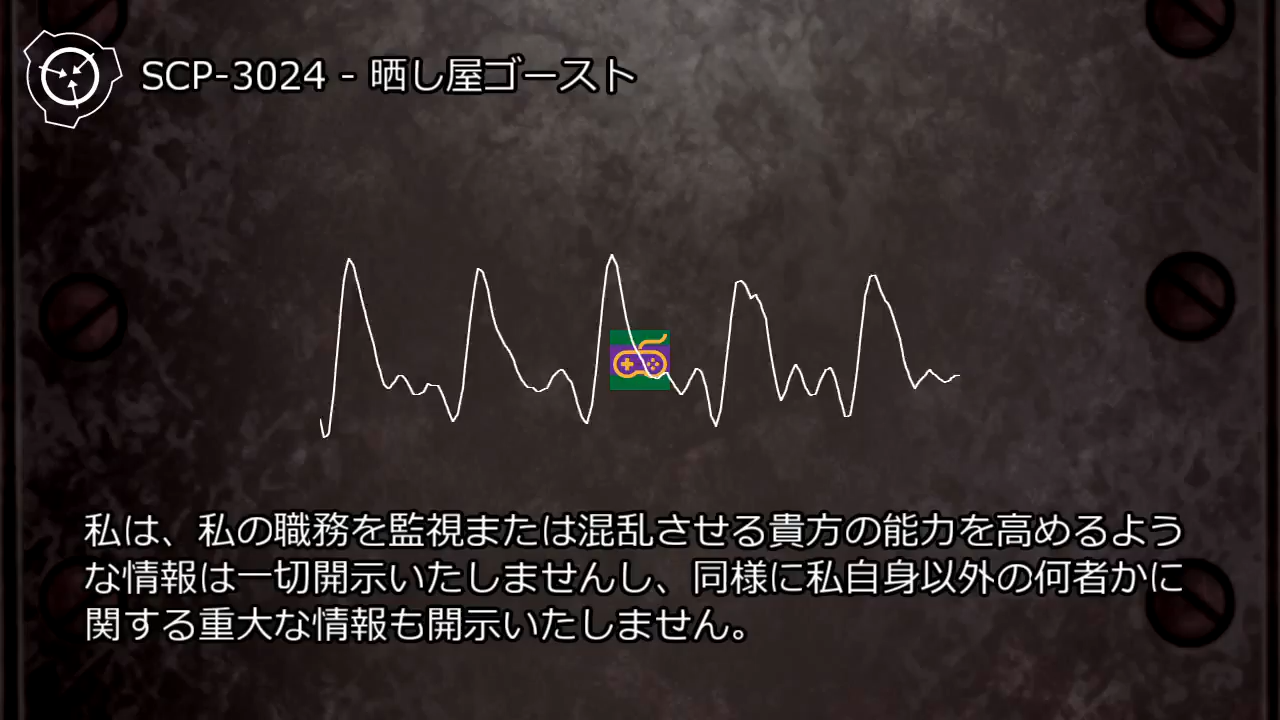 SCP-3024 - 晒し屋ゴースト
私は、私の職務を監視または混乱させる貴方の能力を高めるよう
な情報は一切開示いたしませんし、同様に私自身以外の何者かに
関する重大な情報も開示いたしません。